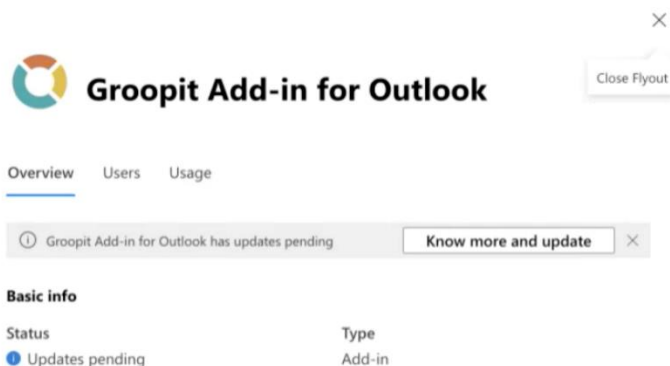 Close Flyout
Groopit Add-in for Outlook
Overview Users Usage
Groopit Add-in for Outlook has updates pending Know more and update
Basic info
Status Type
Updates pending Add-in